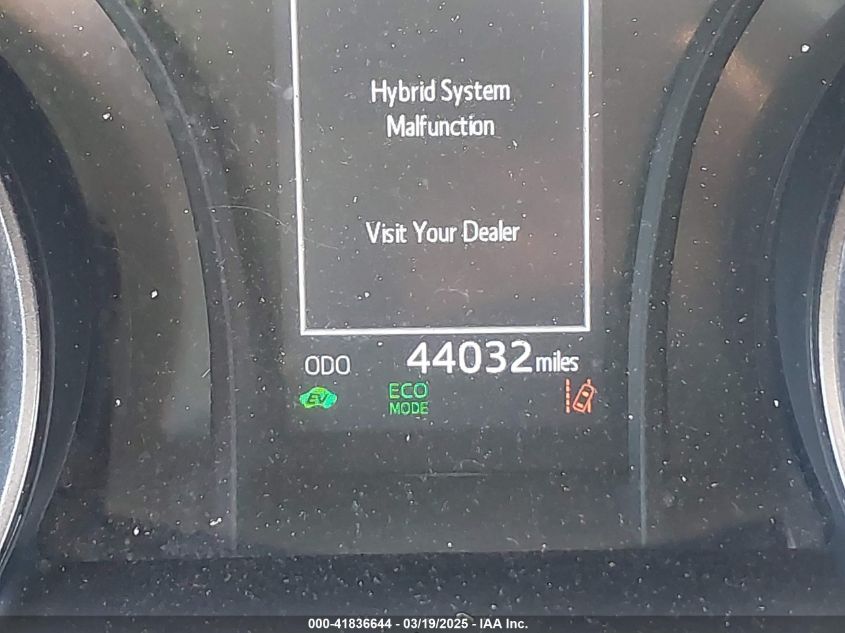 Hybrid System
Malfunction
Visit Your Dealer
ODO 44032 miles
EV ECO
MODE
000-41836644 - 03/19/2025 - IAA Inc.